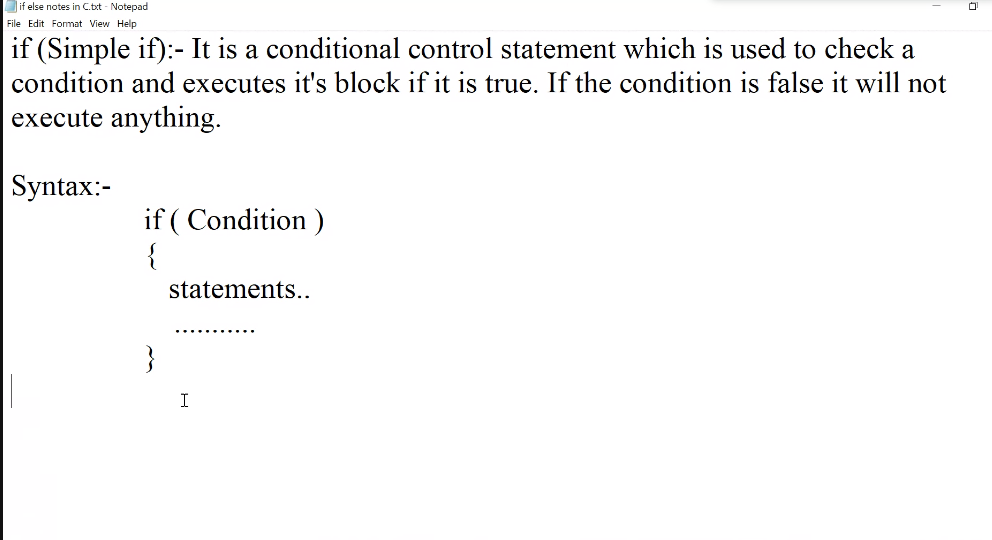 if else notes in C.txt - Notepad
File Edit Format View Help
if (Simple if):- It is a conditional control statement which is used to check a
condition and executes it's block if it is true. If the condition is false it will not
execute anything.
Syntax:-
if ( Condition )
{
statements..
...........
}